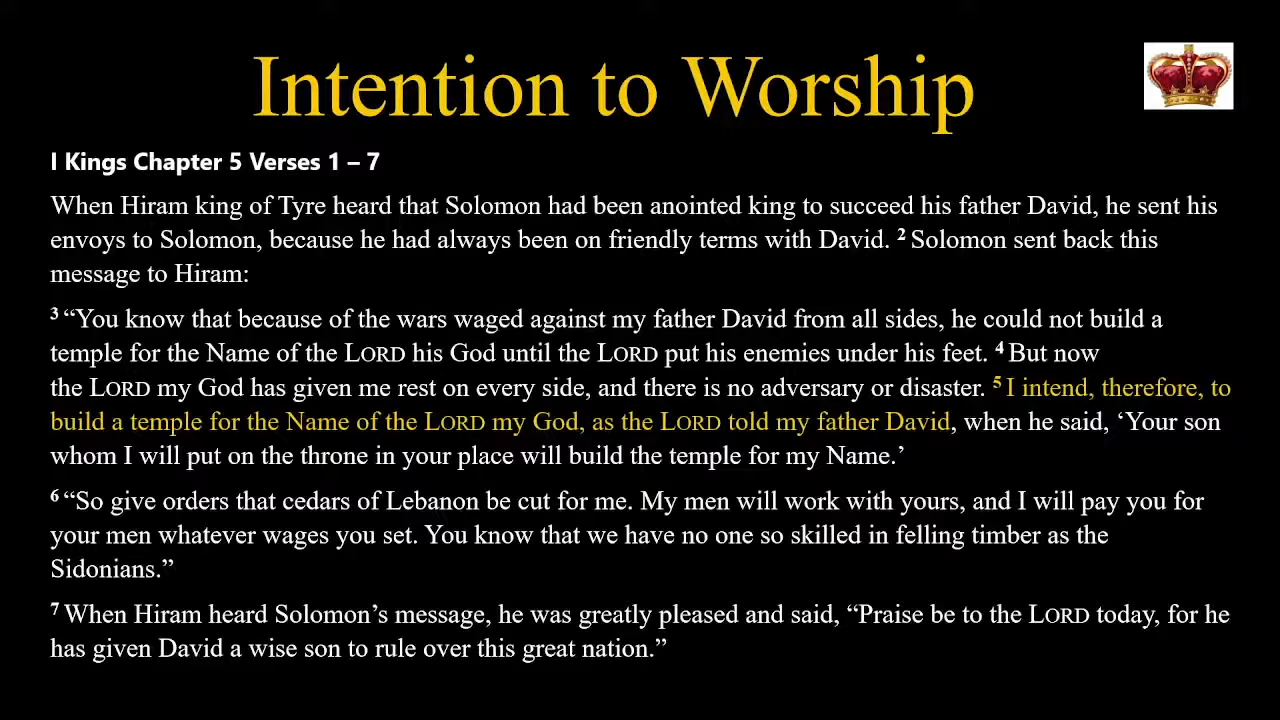 Intention to Worship
I Kings Chapter 5 Verses 1 – 7
When Hiram king of Tyre heard that Solomon had been anointed king to succeed his father David, he sent his
envoys to Solomon, because he had always been on friendly terms with David. 2 Solomon sent back this
message to Hiram:
3 “You know that because of the wars waged against my father David from all sides, he could not build a
temple for the Name of the LORD his God until the LORD put his enemies under his feet. 4 But now
the LORD my God has given me rest on every side, and there is no adversary or disaster. 5 I intend, therefore, to
build a temple for the Name of the LORD my God, as the LORD told my father David, when he said, ‘Your son
whom I will put on the throne in your place will build the temple for my Name.’
6 “So give orders that cedars of Lebanon be cut for me. My men will work with yours, and I will pay you for
your men whatever wages you set. You know that we have no one so skilled in felling timber as the
Sidonians.”
7 When Hiram heard Solomon’s message, he was greatly pleased and said, “Praise be to the LORD today, for he
has given David a wise son to rule over this great nation.”